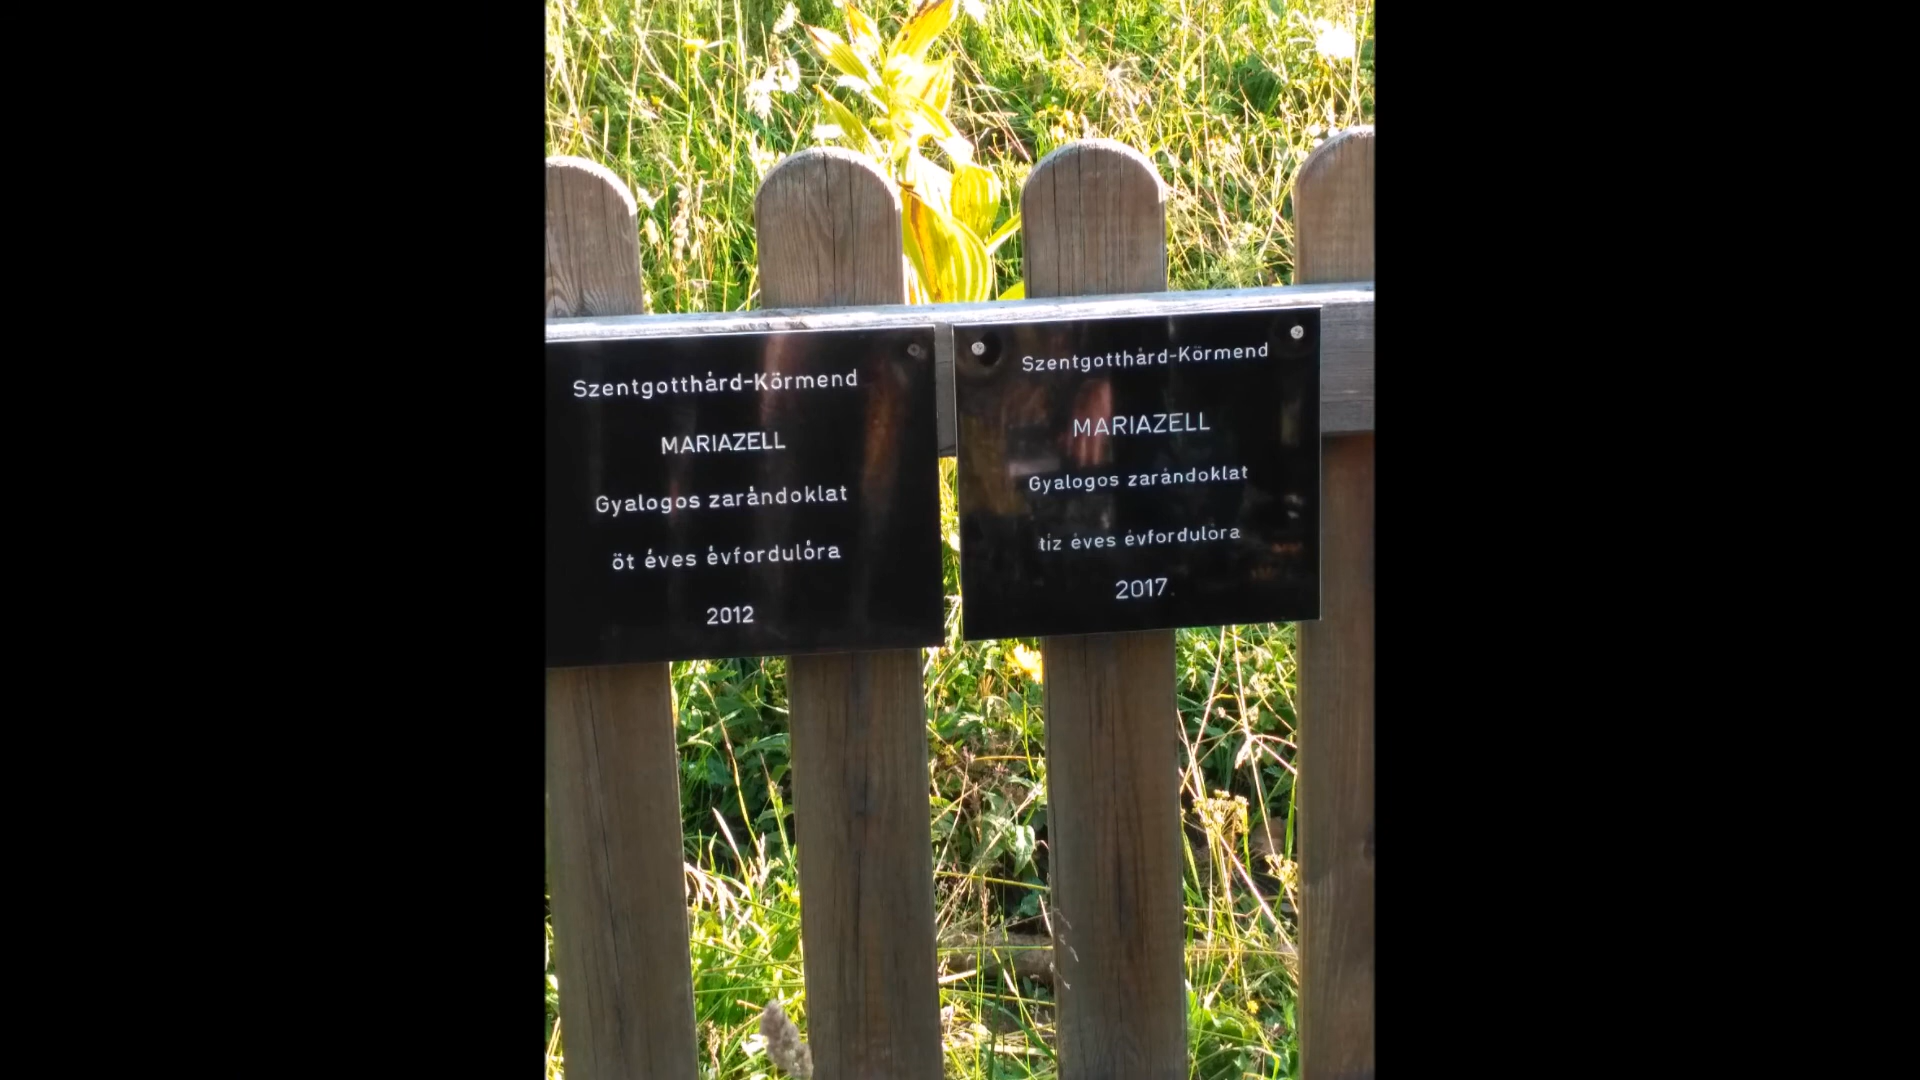 Szentgotthárd-Körmend
MARIAZELL
Gyalogos zarándoklat
öt éves évfordulóra
2012
Szentgotthárd-Körmend
MARIAZELL
Gyalogos zarándoklat
tíz éves évfordulóra
2017.